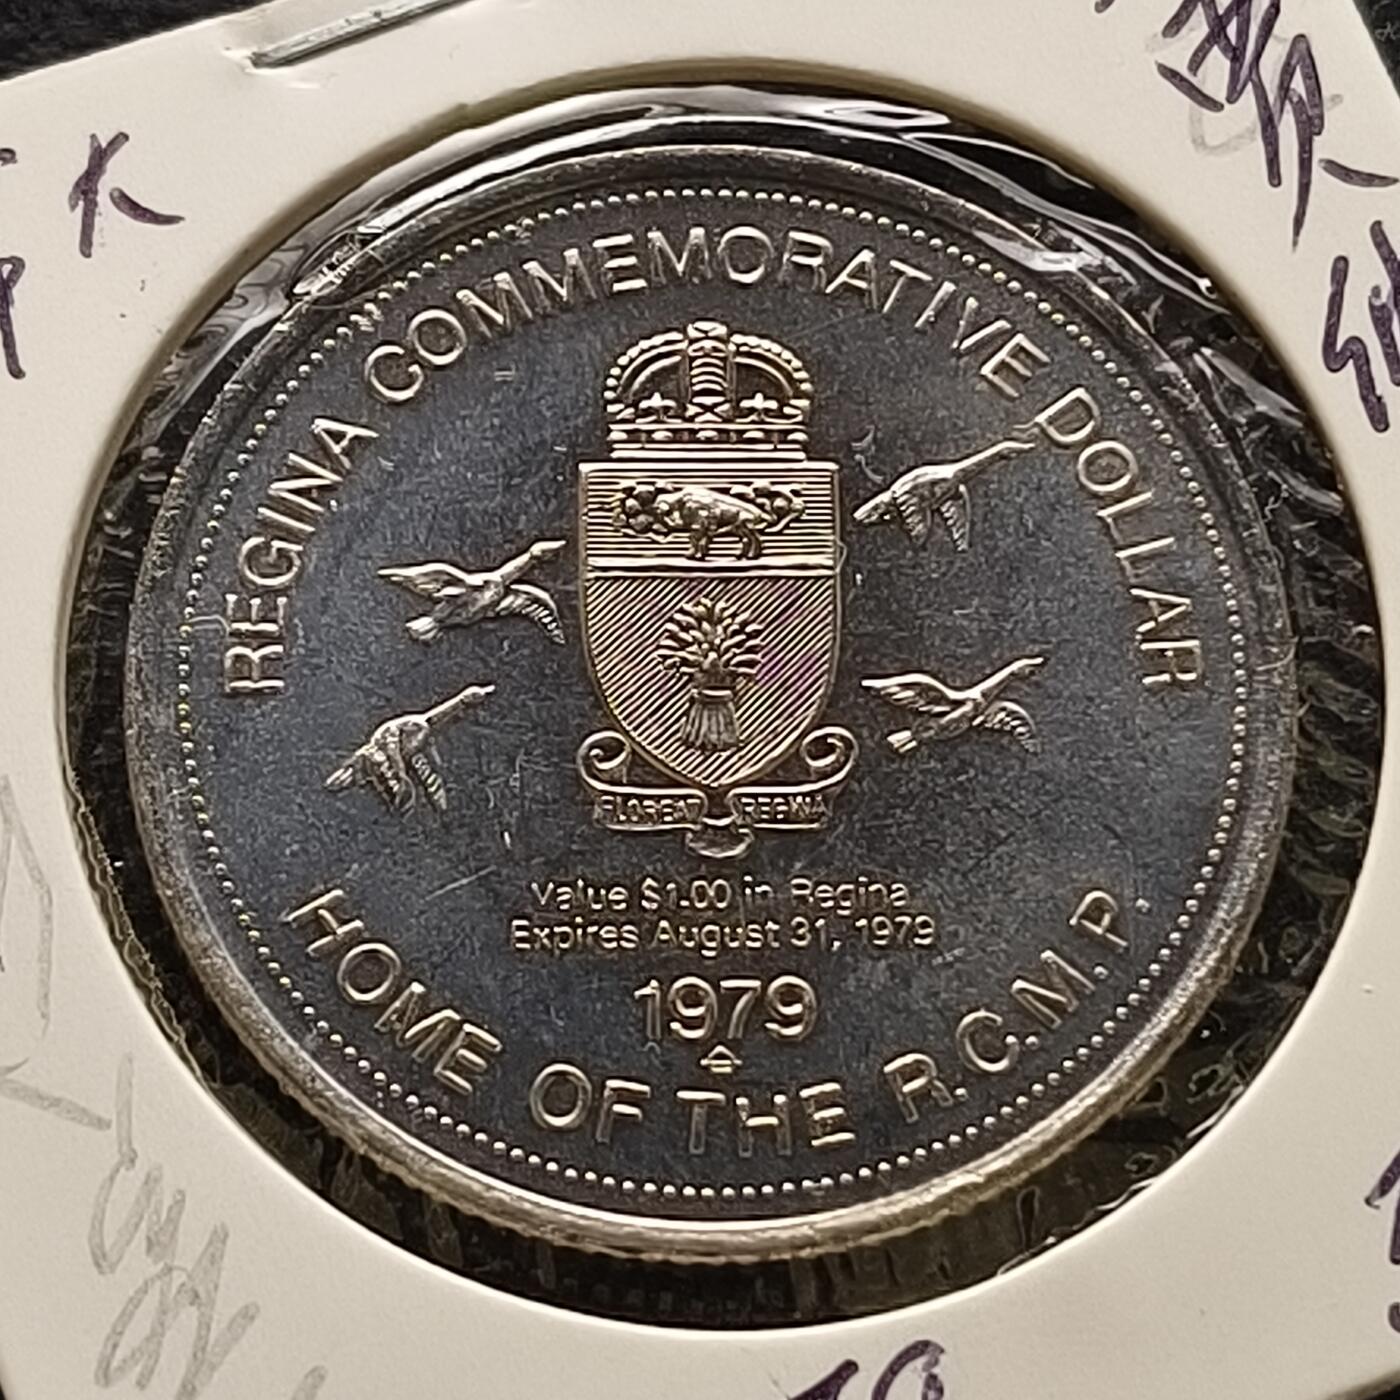 REGINA COMMEMORATIVE DOLLAR
FLOREAT REGINA
Value $1.00 in Regina
Expires August 31, 1979
1979
HOME OF THE R.C.M.P.